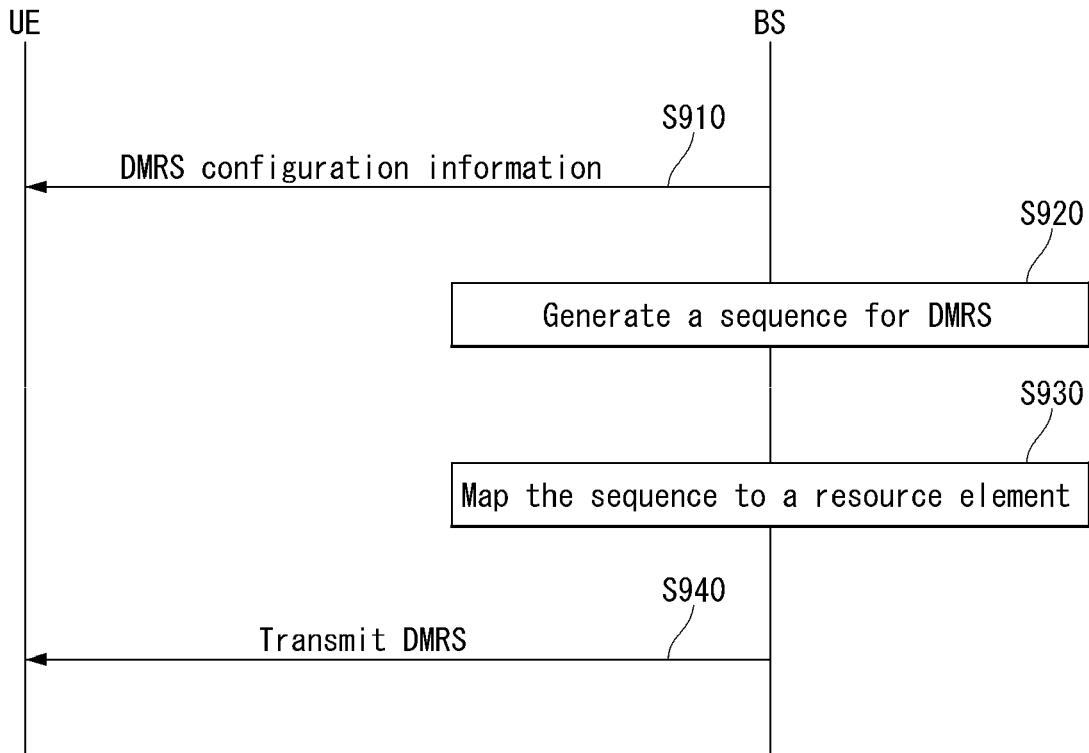 UE
BS
S910
DMRS configuration information
S920
Generate a sequence for DMRS
S930
Map the sequence to a resource element
S940
Transmit DMRS